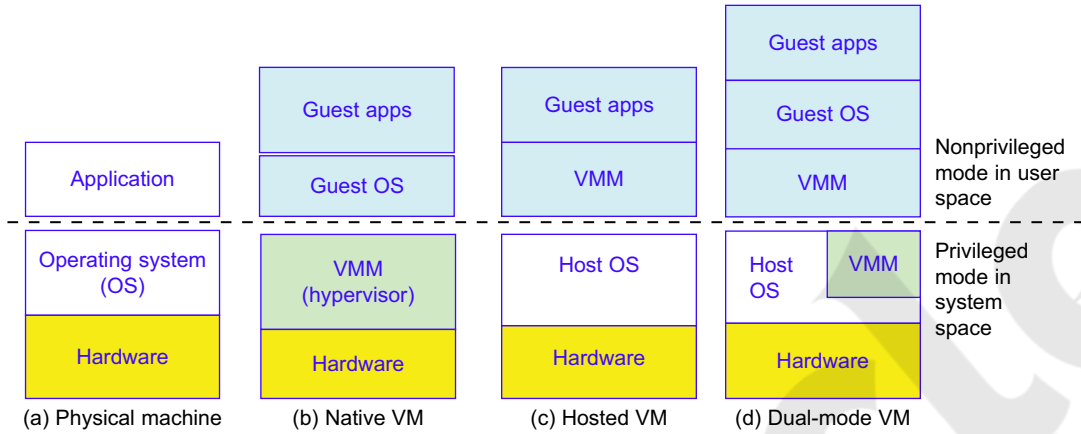 Application
Operating system
(OS)
Hardware
(a) Physical machine
Guest apps
Guest OS
VMM
(hypervisor)
Hardware
(b) Native VM
Guest apps
VMM
Host OS
Hardware
(c) Hosted VM
Guest apps
Guest OS
VMM
Host
OS
VMM
Hardware
(d) Dual-mode VM
Nonprivileged
mode in user
space
Privileged
mode in
system
space